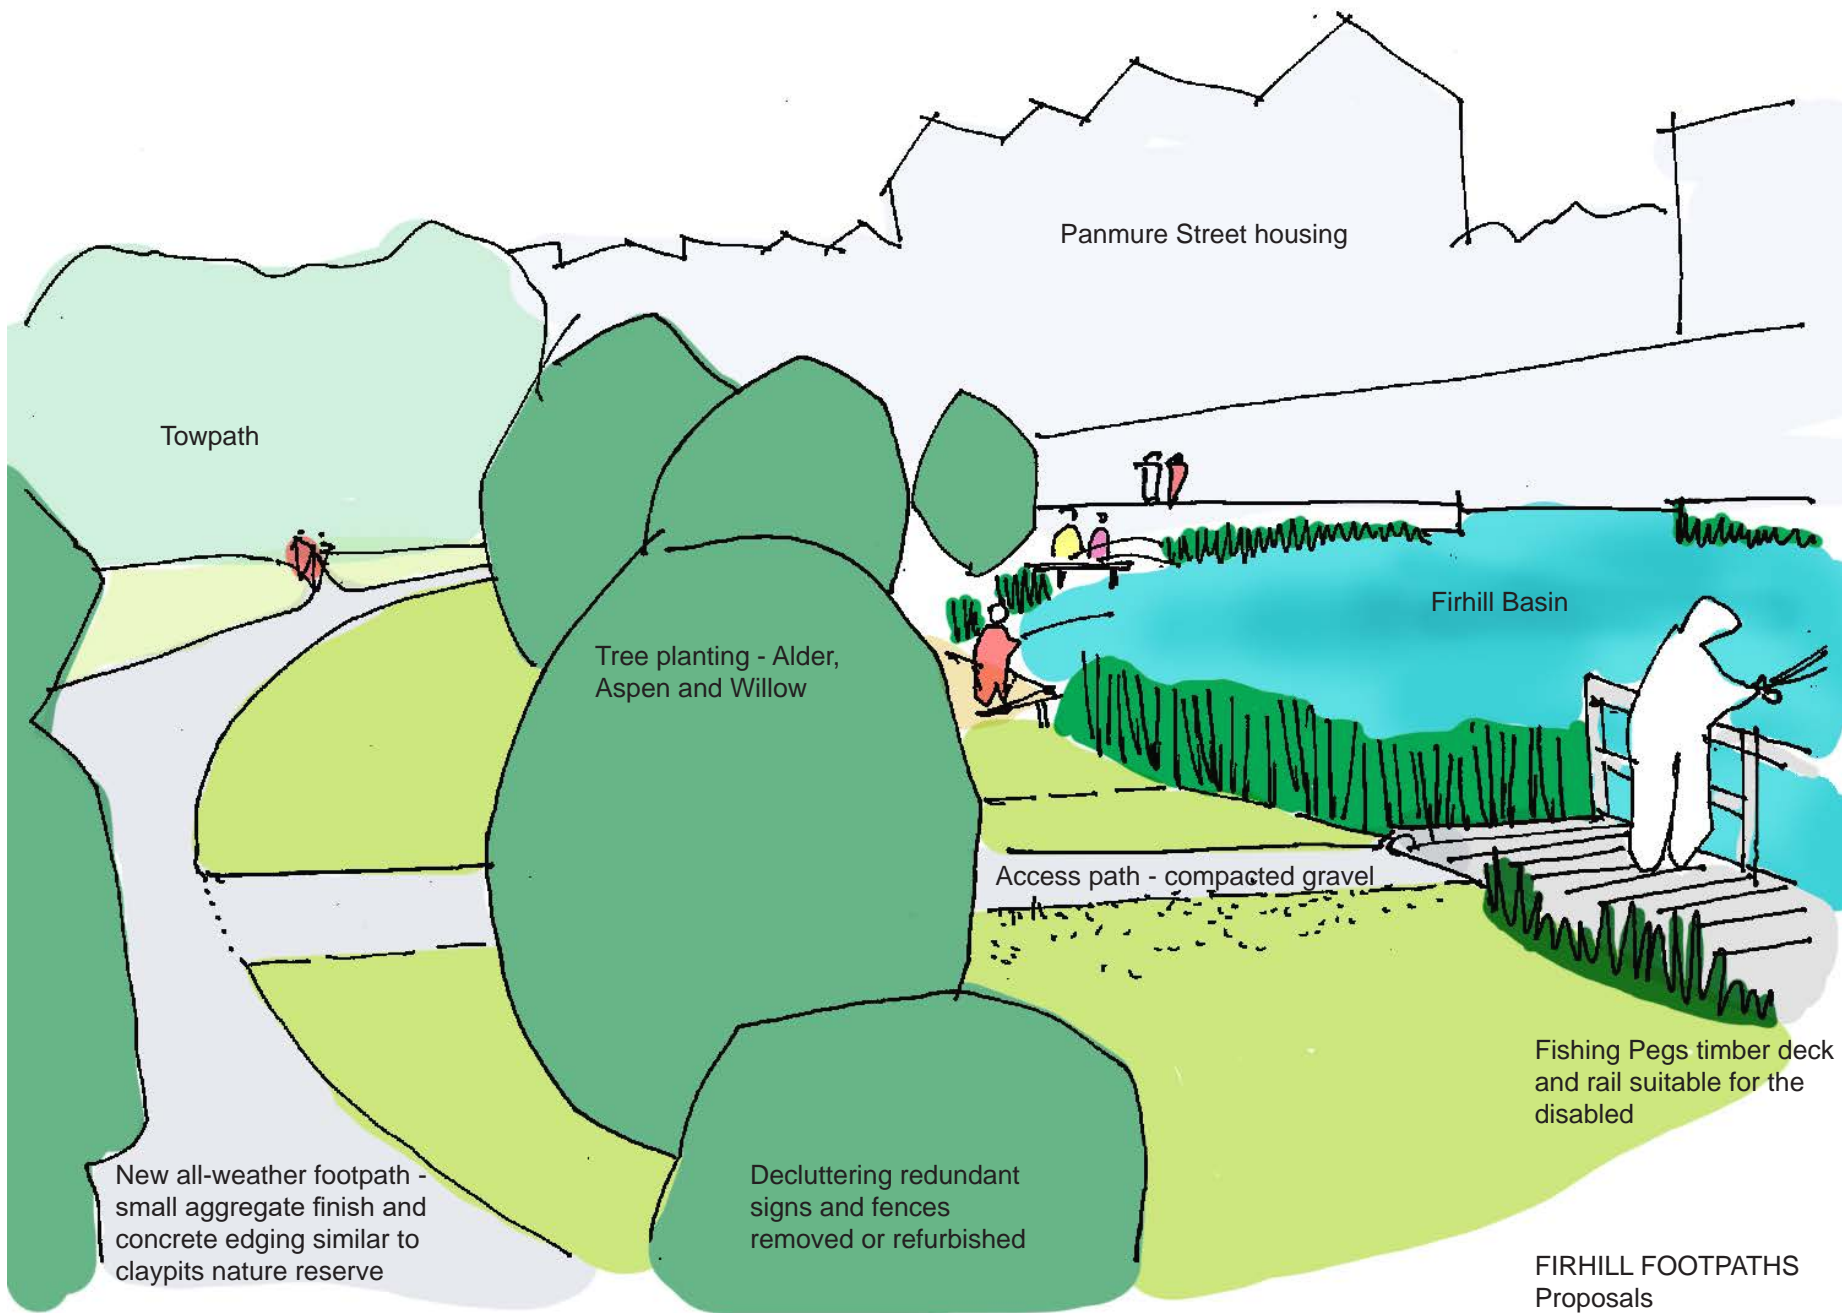 Panmure Street housing
Towpath
Firhill Basin
Tree planting - Alder,
Aspen and Willow
Access path - compacted gravel
Fishing Pegs timber deck
and rail suitable for the
disabled
New all-weather footpath -
small aggregate finish and
concrete edging similar to
claypits nature reserve
Decluttering redundant
signs and fences
removed or refurbished
FIRHILL FOOTPATHS
Proposals